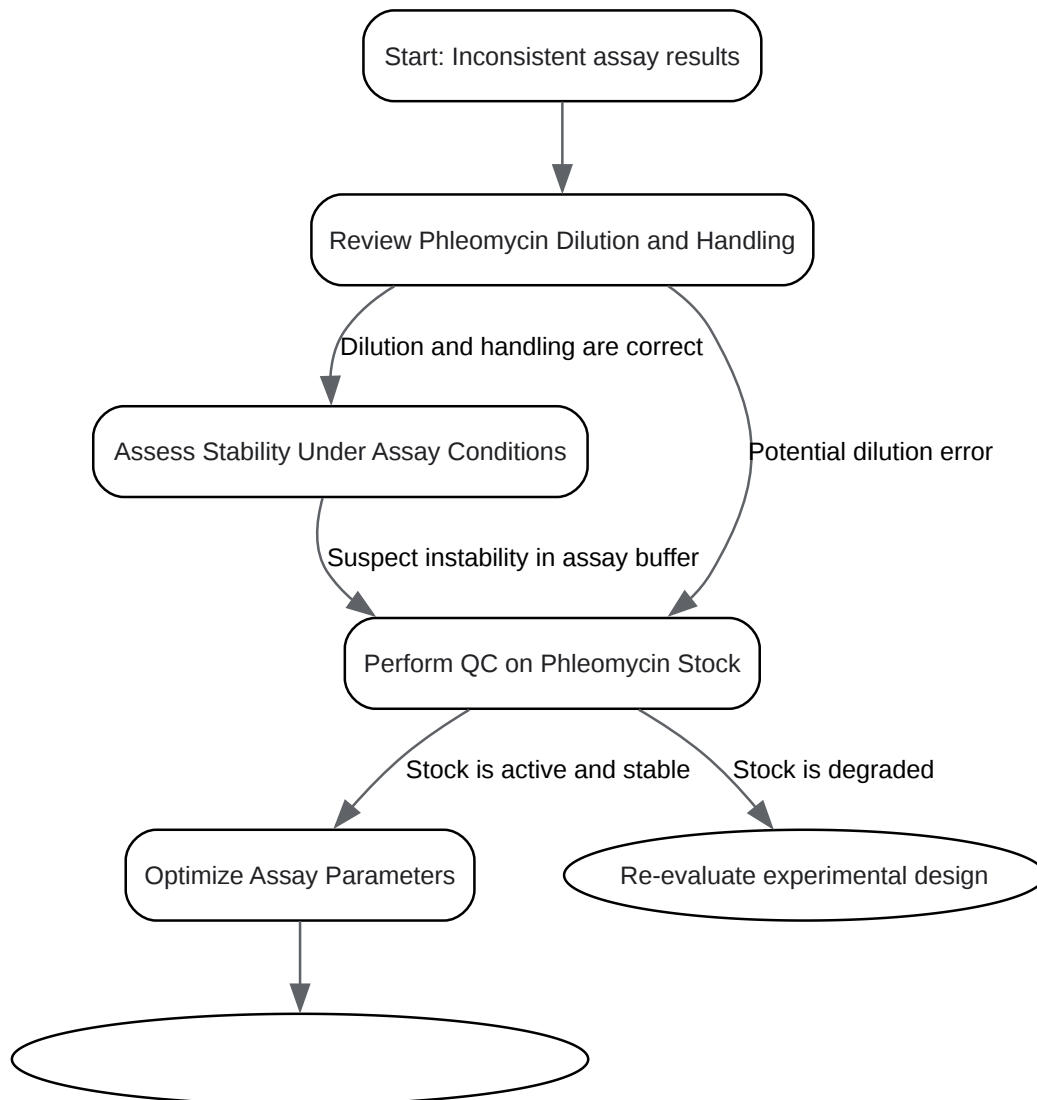 Start: Inconsistent assay results
Review Phleomycin Dilution and Handling
Dilution and handling are correct
Assess Stability Under Assay Conditions
Potential dilution error
Suspect instability in assay buffer
Perform QC on Phleomycin Stock
Stock is active and stable
Stock is degraded
Optimize Assay Parameters
Re-evaluate experimental design